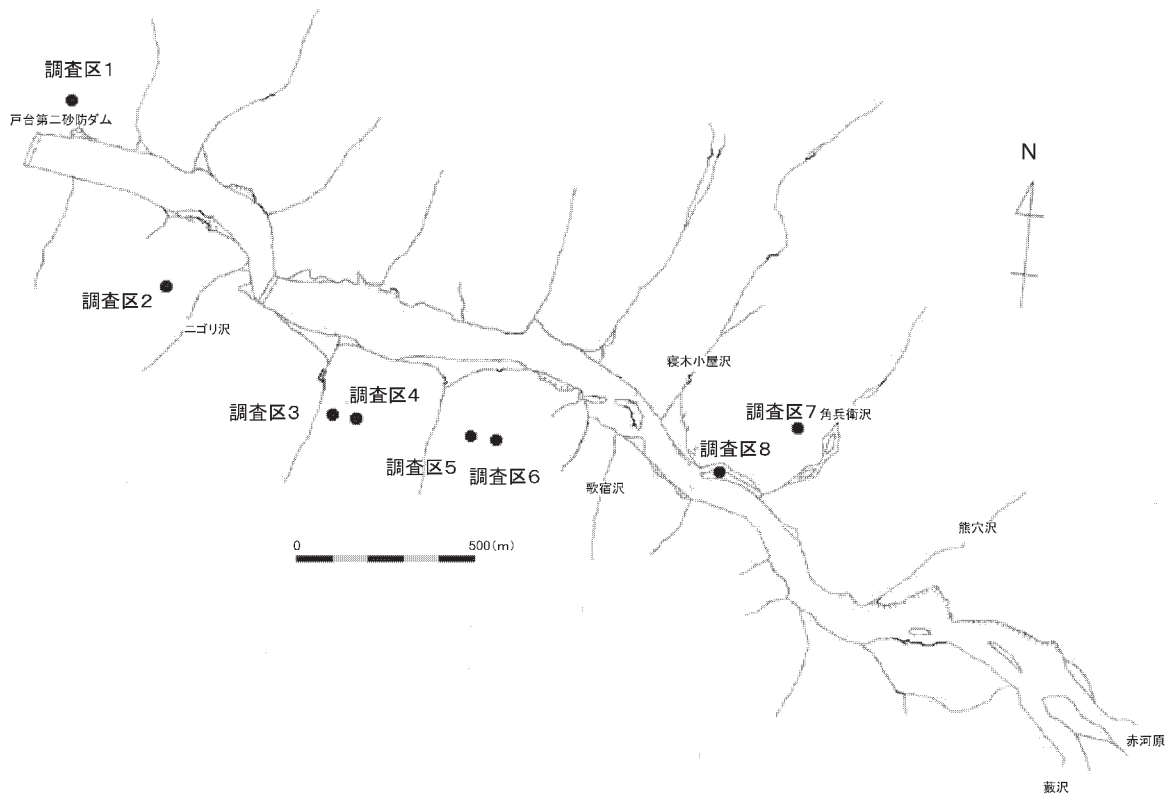 調査区1
戸台第二砂防ダム
N
調査区2
ニゴリ沢
寝木小屋沢
調査区3
調査区4
調査区7
角兵衛沢
調査区5
調査区6
調査区8
歌宿沢
0
500(m)
熊穴沢
赤河原
薮沢